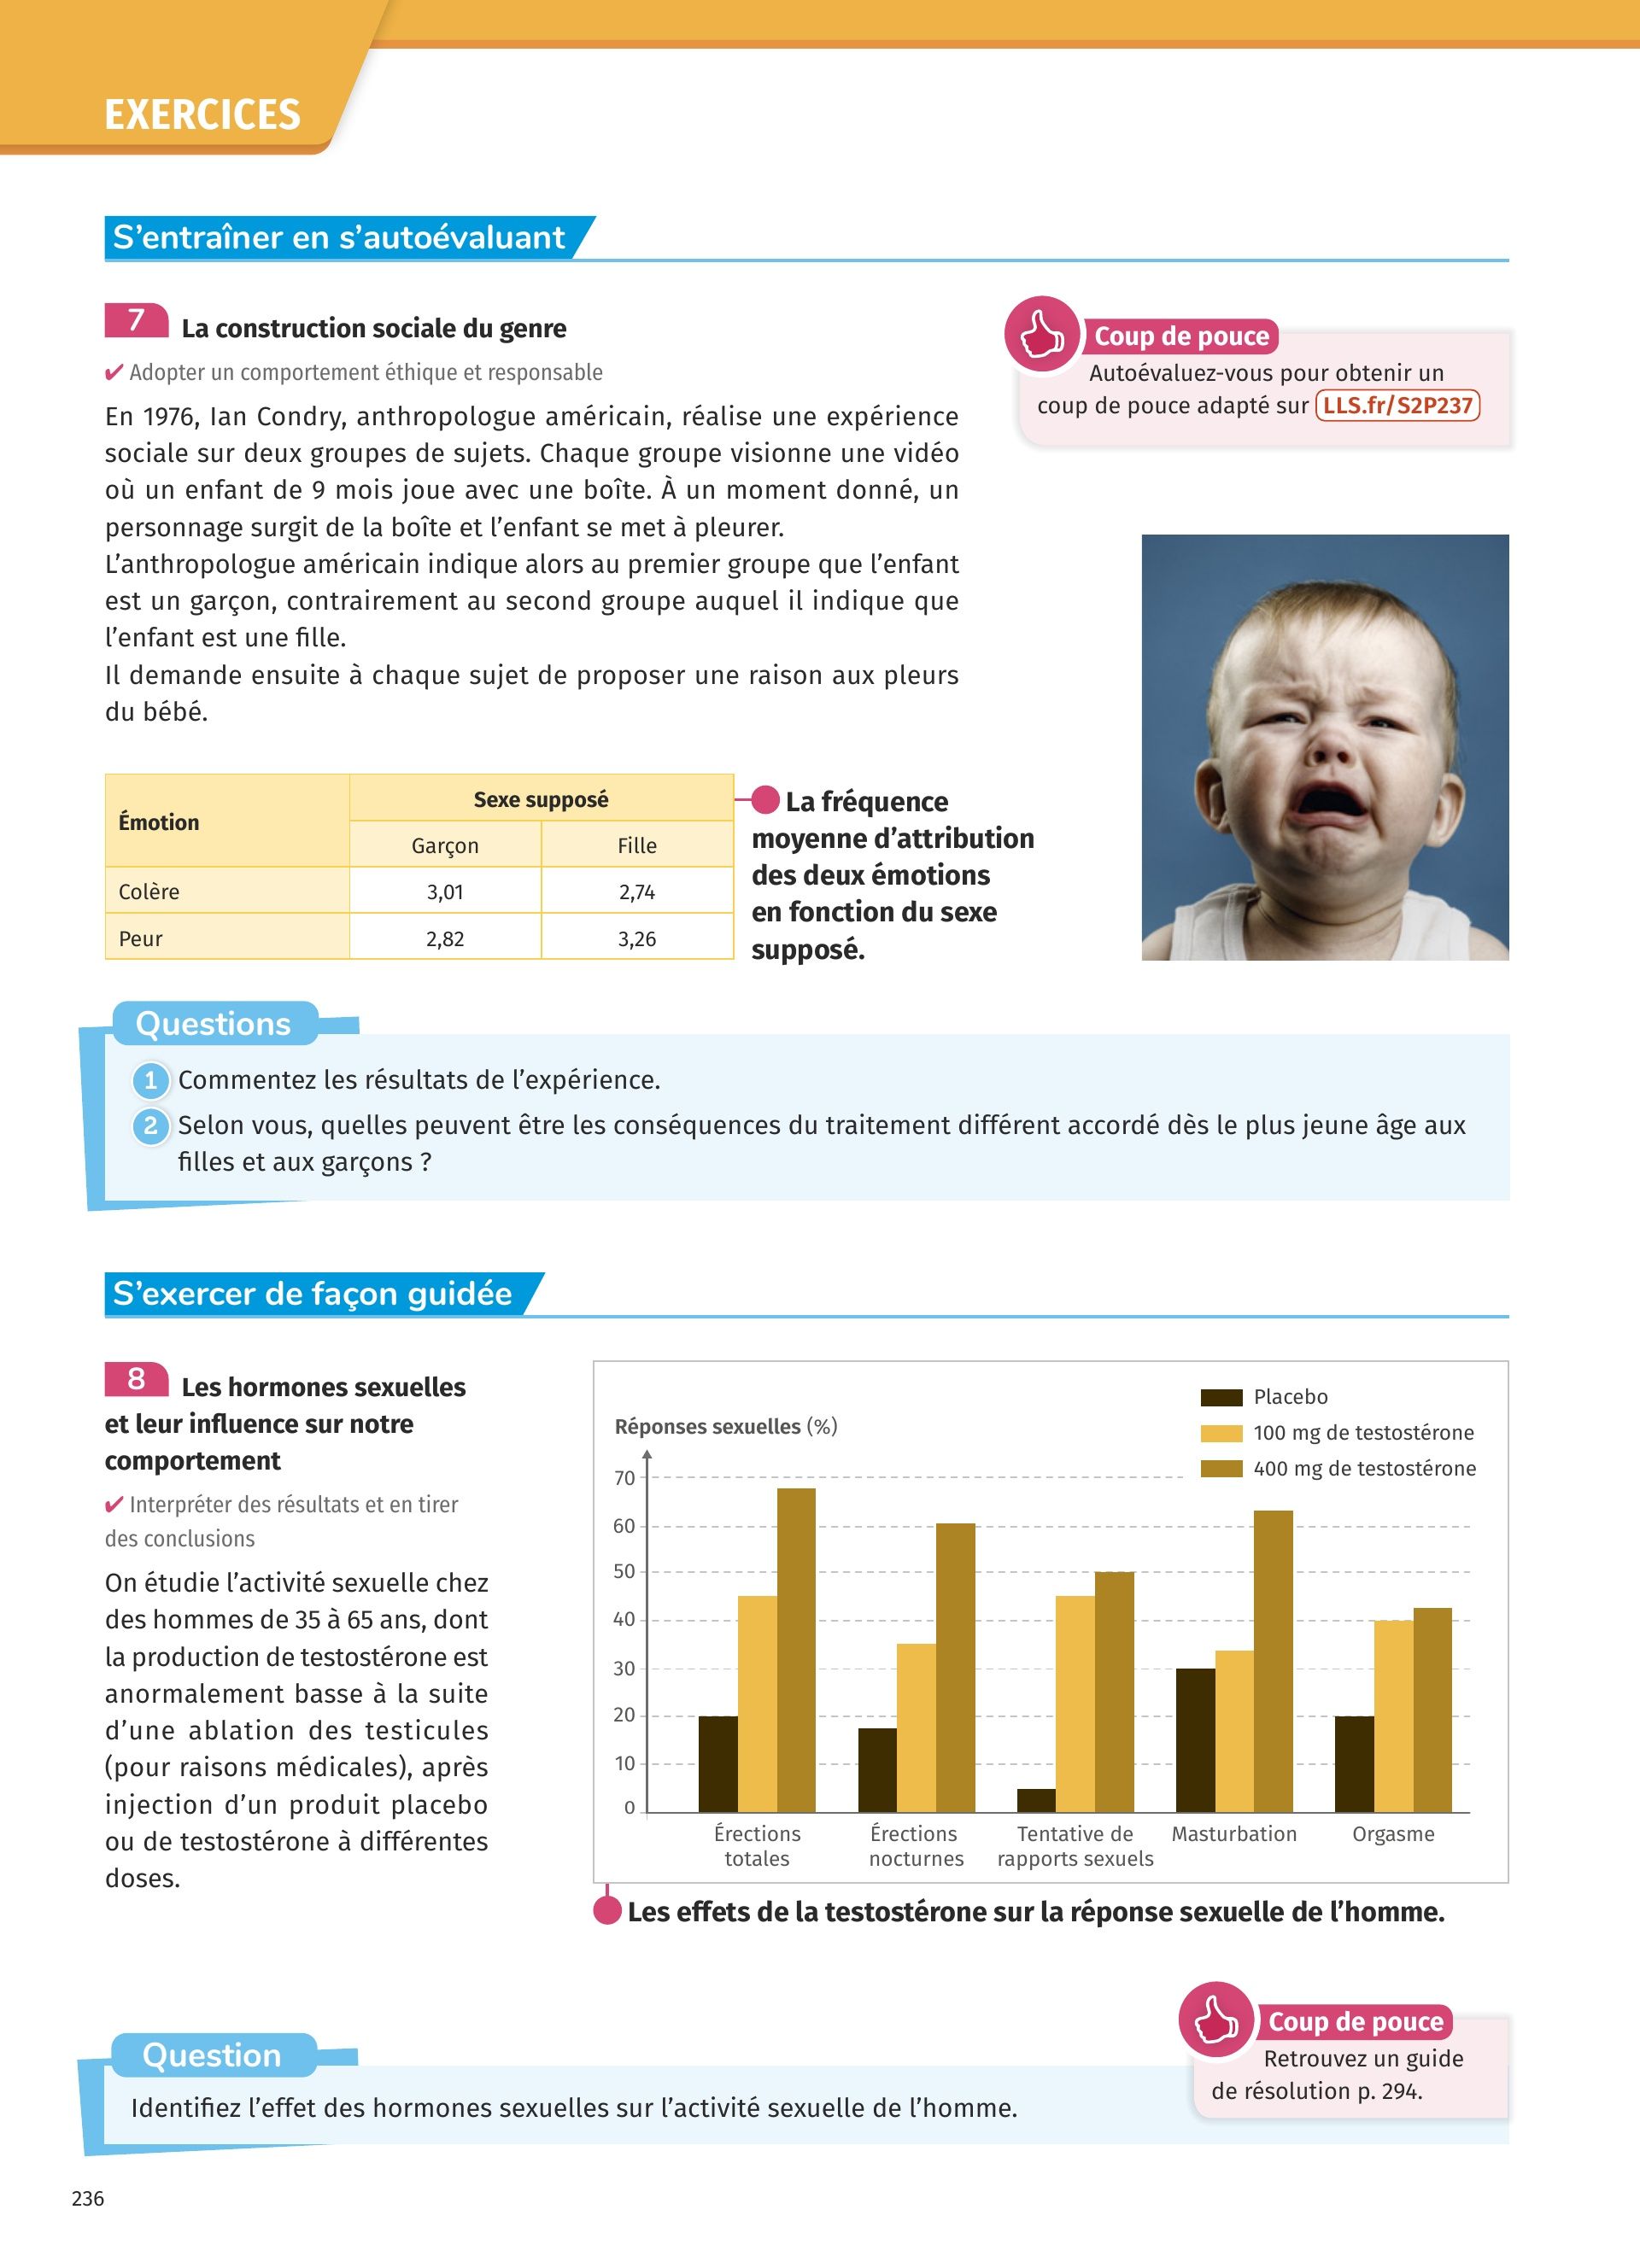 EXERCICES
S'entraîner en s'autoévaluant
7 La construction sociale du genre
✔ Adopter un comportement éthique et responsable
En 1976, Ian Condry, anthropologue américain, réalise une expérience
sociale sur deux groupes de sujets. Chaque groupe visionne une vidéo
où un enfant de 9 mois joue avec une boîte. À un moment donné, un
personnage surgit de la boîte et l'enfant se met à pleurer.
L'anthropologue américain indique alors au premier groupe que l'enfant
est un garçon, contrairement au second groupe auquel il indique que
l'enfant est une fille.
Il demande ensuite à chaque sujet de proposer une raison aux pleurs
du bébé.
Coup de pouce
Autoévaluez-vous pour obtenir un
coup de pouce adapté sur LLS.fr/S2P237
Émotion
Sexe supposé
Garçon Fille
Colère 3,01 2,74
Peur 2,82 3,26
La fréquence
moyenne d'attribution
des deux émotions
en fonction du sexe
supposé.
Questions
1 Commentez les résultats de l'expérience.
2 Selon vous, quelles peuvent être les conséquences du traitement différent accordé dès le plus jeune âge aux
filles et aux garçons ?
S'exercer de façon guidée
8 Les hormones sexuelles
et leur influence sur notre
comportement
✔ Interpréter des résultats et en tirer
des conclusions
On étudie l'activité sexuelle chez
des hommes de 35 à 65 ans, dont
la production de testostérone est
anormalement basse à la suite
d'une ablation des testicules
(pour raisons médicales), après
injection d'un produit placebo
ou de testostérone à différentes
doses.
Réponses sexuelles (%)
Placebo
100 mg de testostérone
400 mg de testostérone
70
60
50
40
30
20
10
0
Érections
totales
Érections
nocturnes
Tentative de
rapports sexuels
Masturbation
Orgasme
Les effets de la testostérone sur la réponse sexuelle de l'homme.
Question
Identifiez l'effet des hormones sexuelles sur l'activité sexuelle de l'homme.
Coup de pouce
Retrouvez un guide
de résolution p. 294.
236